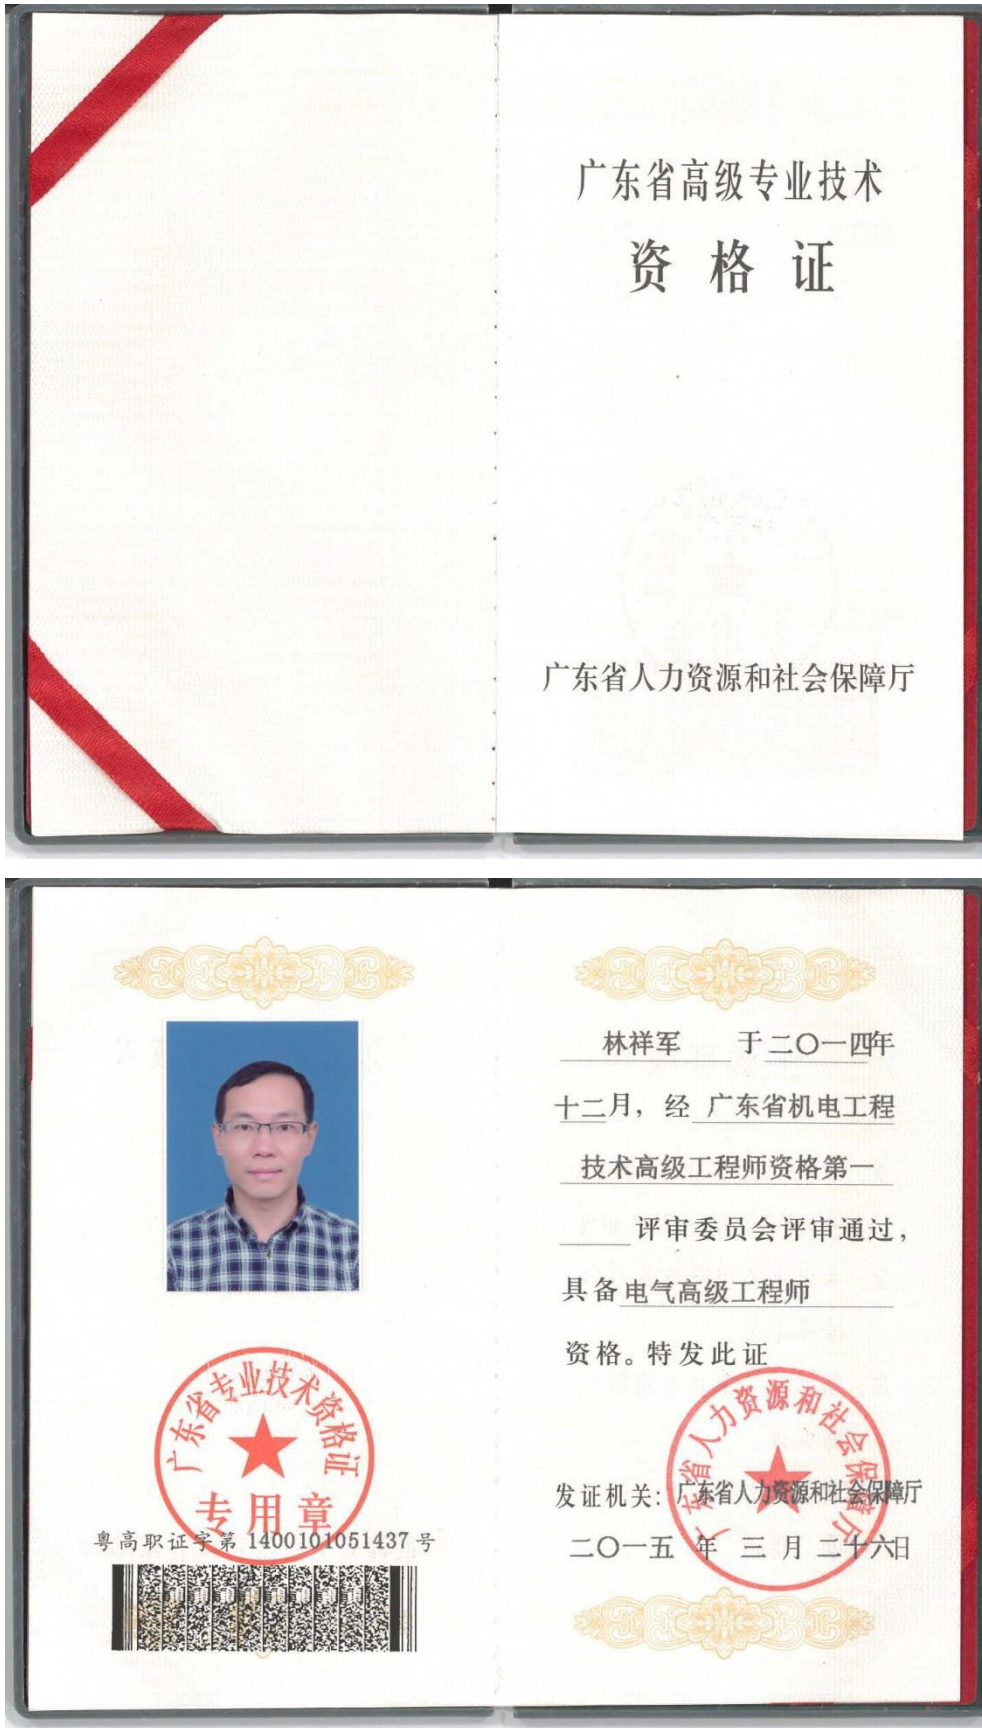 广东省高级专业技术
资格证
广东省人力资源和社会保障厅
广东省专业技术资格证
专用章
粤高职证字第 1400101051437 号
林祥军 于二〇一四年
十二月，经 广东省机电工程
技术高级工程师资格第一
评审委员会评审通过，
具备 电气高级工程师
资格。特发此证
广东省人力资源和社会保障厅
发证机关：广东省人力资源和社会保障厅
二〇一五 年 三 月 二十六日